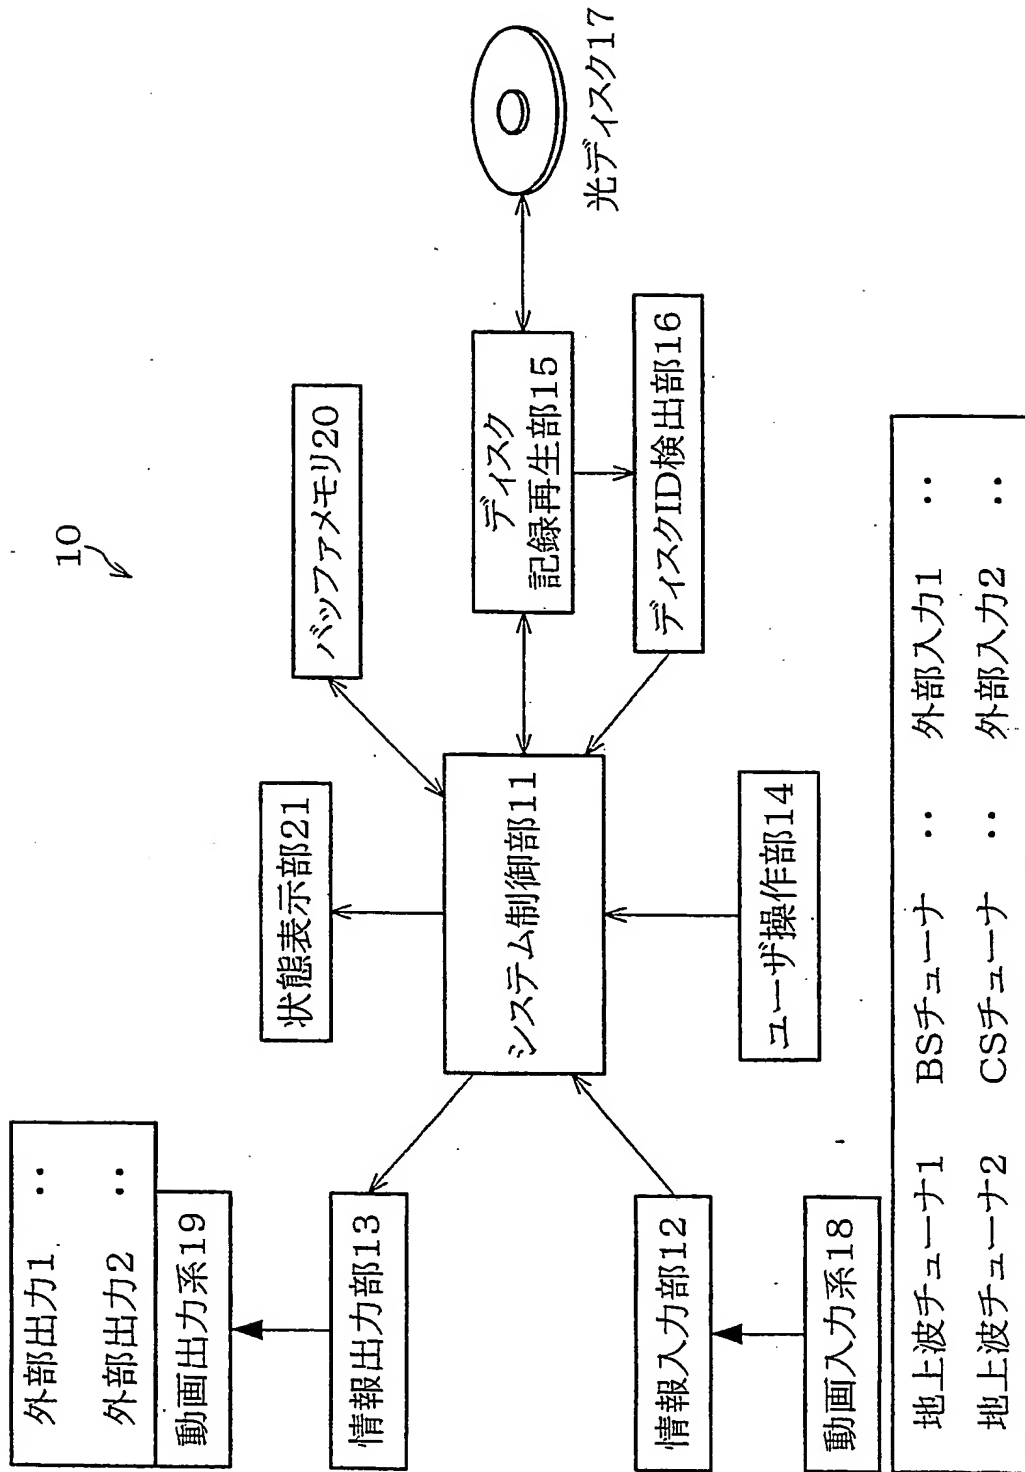 10
外部出力1 ‥
外部出力2 ‥
動画出力系19
情報出力部13
状態表示部21
バッファメモリ20
システム制御部11
ディスク
記録再生部15
光ディスク17
ディスクID検出部16
情報入力部12
ユーザ操作部14
動画入力系18
地上波チューナ1 BSチューナ ‥ 外部入力1 ‥
地上波チューナ2 CSチューナ ‥ 外部入力2 ‥